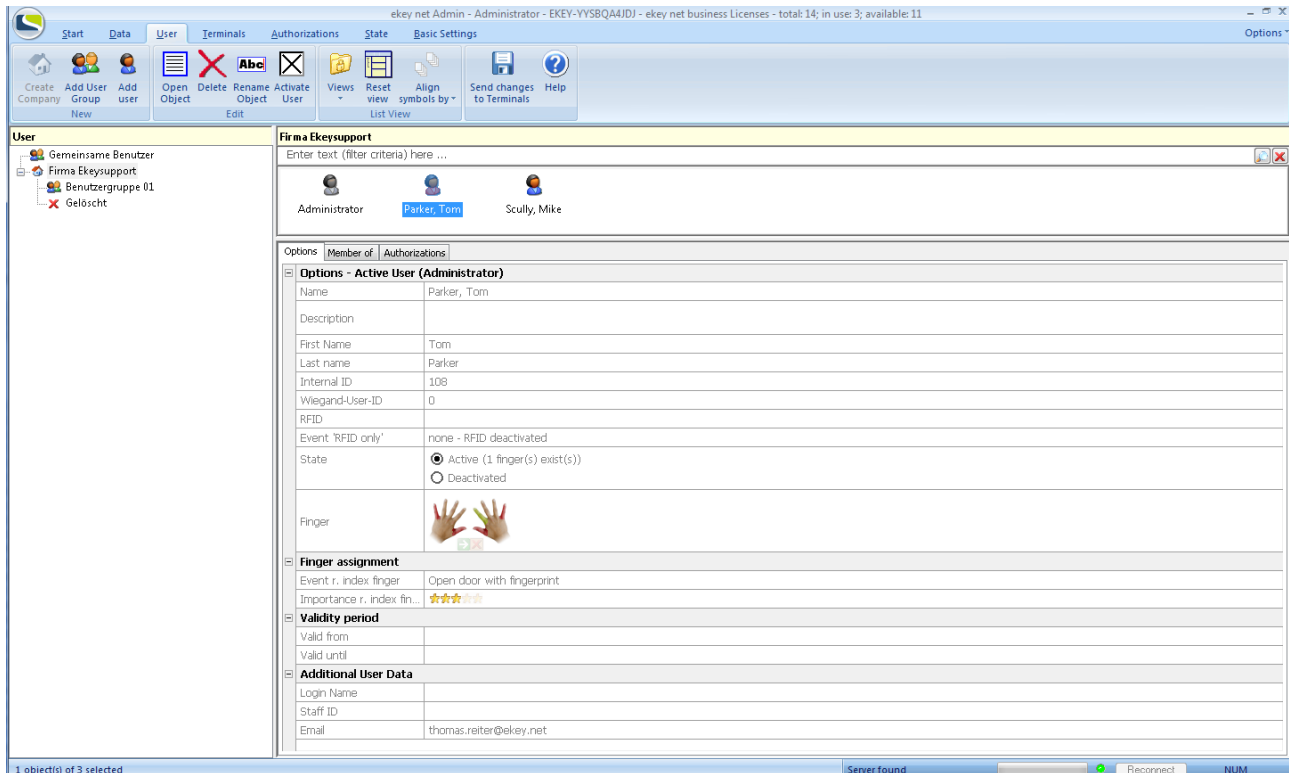 ekey net Admin - Administrator - EKEY-YYSBQA4JDJ - ekey net business Licenses - total: 14; in use: 3; available: 11
Start Data User Terminals Authorizations State Basic Settings Options
Create Company Add User Group Add user Open Object Delete Rename Object Activate User Views Reset view Align symbols by Send changes to Terminals Help
Abc
New Edit List View
User
Gemeinsame Benutzer
Firma Ekeysupport
Benutzergruppe 01
Gelöscht
Firma Ekeysupport
Enter text (filter criteria) here ...
Administrator Parker, Tom Scully, Mike
Options Member of Authorizations
Options - Active User (Administrator)
Name Parker, Tom
Description
First Name Tom
Last name Parker
Internal ID 108
Wiegand-User-ID 0
RFID
Event 'RFID only' none - RFID deactivated
State Active (1 finger(s) exist(s))
Deactivated
Finger
Finger assignment
Event r. index finger Open door with fingerprint
Importance r. index fin...
Validity period
Valid from
Valid until
Additional User Data
Login Name
Staff ID
Email thomas.reiter@ekey.net
1 object(s) of 3 selected Server found Reconnect NUM